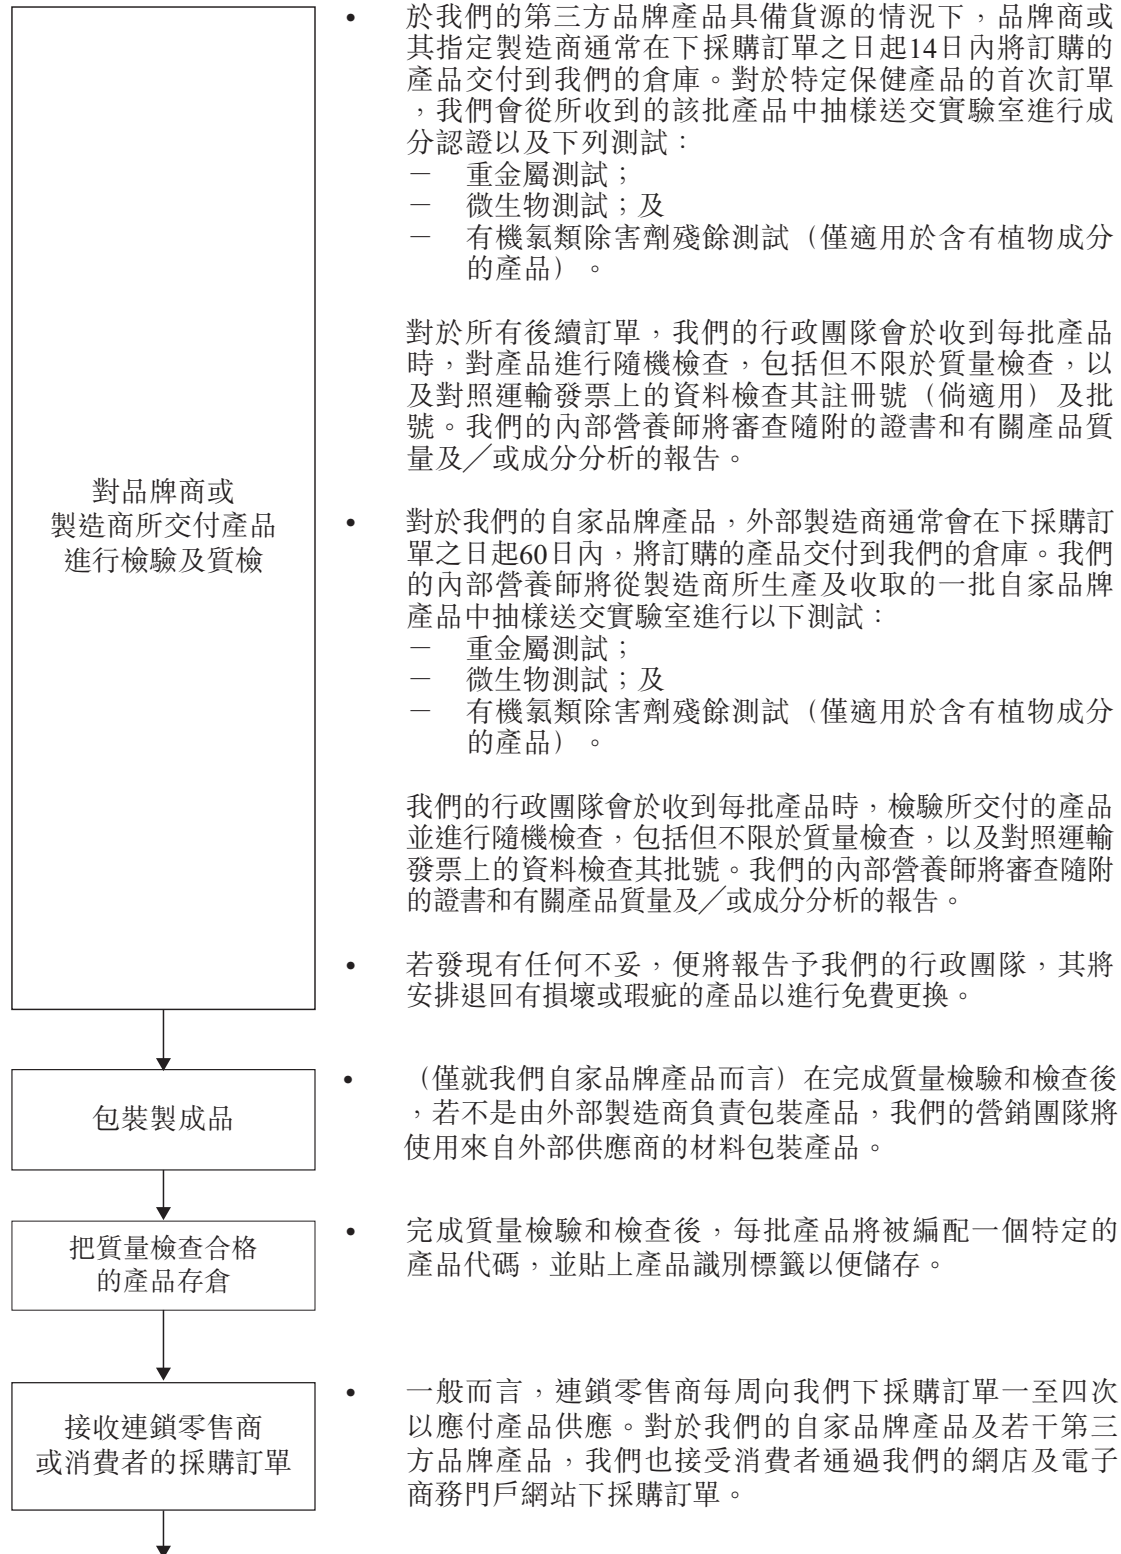 對品牌商或
製造商所交付產品
進行檢驗及質檢
• 於我們的第三方品牌產品具備貨源的情況下，品牌商或
其指定製造商通常在下採購訂單之日起14日內將訂購的
產品交付到我們的倉庫。對於特定保健產品的首次訂單
，我們會從所收到的該批產品中抽樣送交實驗室進行成
分認證以及下列測試：
－ 重金屬測試；
－ 微生物測試；及
－ 有機氯類除害劑殘餘測試（僅適用於含有植物成分
的產品）。
對於所有後續訂單，我們的行政團隊會於收到每批產品
時，對產品進行隨機檢查，包括但不限於質量檢查，以
及對照運輸發票上的資料檢查其註冊號（倘適用）及批
號。我們的內部營養師將審查隨附的證書和有關產品質
量及╱或成分分析的報告。
• 對於我們的自家品牌產品，外部製造商通常會在下採購訂
單之日起60日內，將訂購的產品交付到我們的倉庫。我們
的內部營養師將從製造商所生產及收取的一批自家品牌
產品中抽樣送交實驗室進行以下測試：
－ 重金屬測試；
－ 微生物測試；及
－ 有機氯類除害劑殘餘測試（僅適用於含有植物成分
的產品）。
我們的行政團隊會於收到每批產品時，檢驗所交付的產品
並進行隨機檢查，包括但不限於質量檢查，以及對照運輸
發票上的資料檢查其批號。我們的內部營養師將審查隨附
的證書和有關產品質量及╱或成分分析的報告。
• 若發現有任何不妥，便將報告予我們的行政團隊，其將
安排退回有損壞或瑕疵的產品以進行免費更換。
包裝製成品
• （僅就我們自家品牌產品而言）在完成質量檢驗和檢查後
，若不是由外部製造商負責包裝產品，我們的營銷團隊將
使用來自外部供應商的材料包裝產品。
把質量檢查合格
的產品存倉
• 完成質量檢驗和檢查後，每批產品將被編配一個特定的
產品代碼，並貼上產品識別標籤以便儲存。
接收連鎖零售商
或消費者的採購訂單
• 一般而言，連鎖零售商每周向我們下採購訂單一至四次
以應付產品供應。對於我們的自家品牌產品及若干第三
方品牌產品，我們也接受消費者通過我們的網店及電子
商務門戶網站下採購訂單。